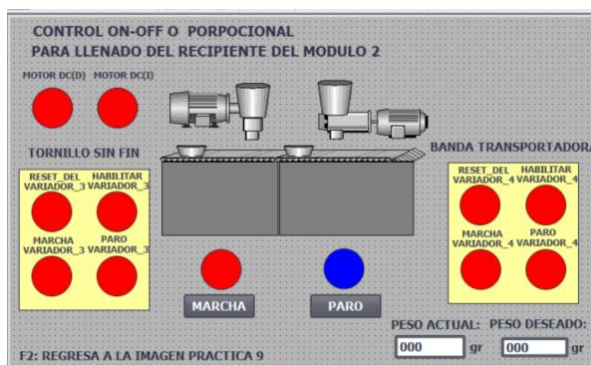 CONTROL ON-OFF O PORPOCIONAL
PARA LLENADO DEL RECIPIENTE DEL MODULO 2
MOTOR DC(D) MOTOR DC(I)
TORNILLO SIN FIN
RESET_DEL VARIADOR_3
HABILITAR VARIADOR_3
MARCHA VARIADOR_3
PARO VARIADOR_3
BANDA TRANSPORTADORA
RESET_DEL VARIADOR_4
HABILITAR VARIADOR_4
MARCHA VARIADOR_4
PARO VARIADOR_4
MARCHA
PARO
PESO ACTUAL: PESO DESEADO:
000 gr 000 gr
F2: REGRESA A LA IMAGEN PRACTICA 9